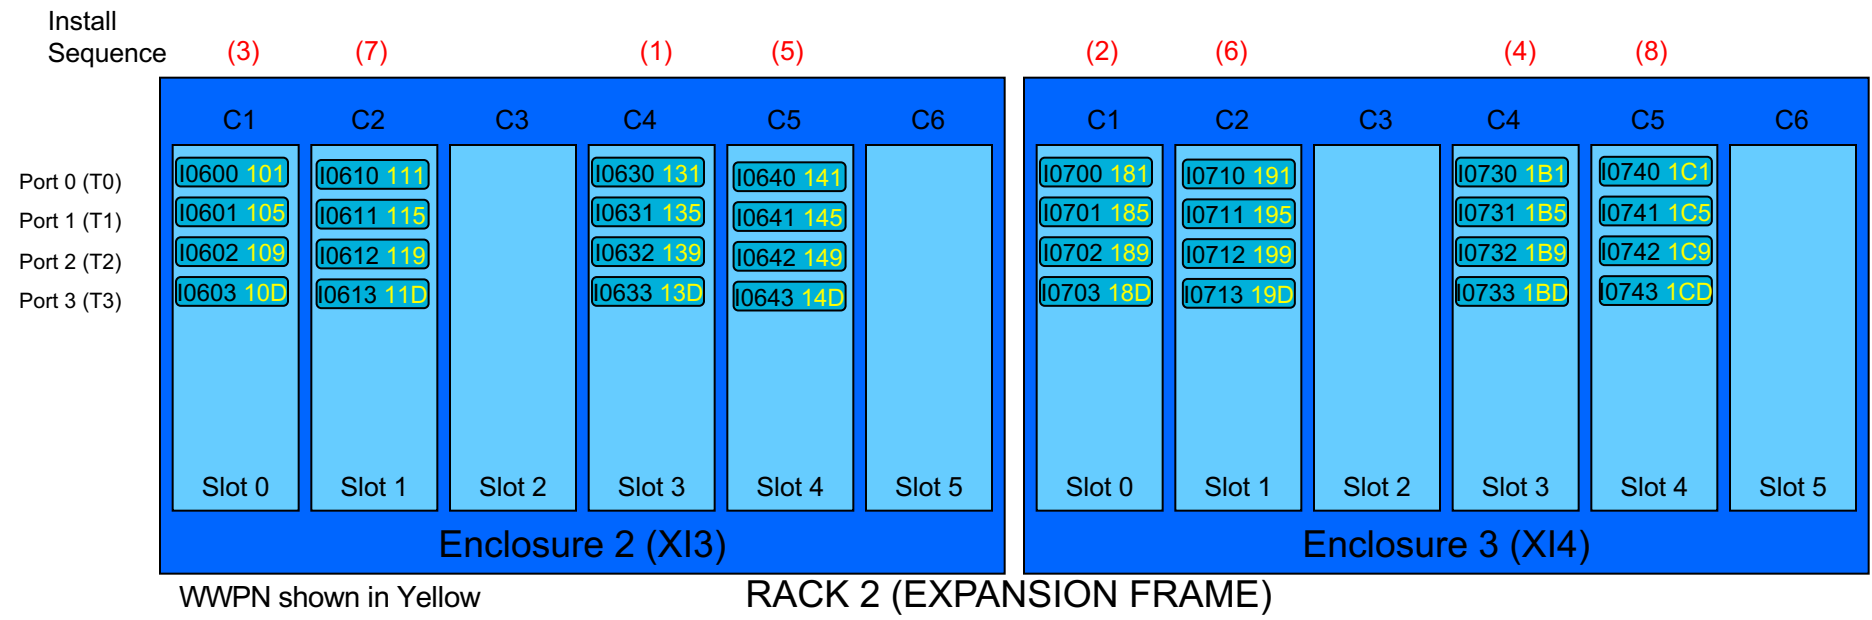 Install
Sequence (3) (7) (1) (5) (2) (6) (4) (8)
C1 C2 C3 C4 C5 C6 C1 C2 C3 C4 C5 C6
Port 0 (T0) I0600 101 I0610 111 I0630 131 I0640 141 I0700 181 I0710 191 I0730 1B1 I0740 1C1
Port 1 (T1) I0601 105 I0611 115 I0631 135 I0641 145 I0701 185 I0711 195 I0731 1B5 I0741 1C5
Port 2 (T2) I0602 109 I0612 119 I0632 139 I0642 149 I0702 189 I0712 199 I0732 1B9 I0742 1C9
Port 3 (T3) I0603 10D I0613 11D I0633 13D I0643 14D I0703 18D I0713 19D I0733 1BD I0743 1CD
Slot 0 Slot 1 Slot 2 Slot 3 Slot 4 Slot 5 Slot 0 Slot 1 Slot 2 Slot 3 Slot 4 Slot 5
Enclosure 2 (XI3) Enclosure 3 (XI4)
WWPN shown in Yellow RACK 2 (EXPANSION FRAME)